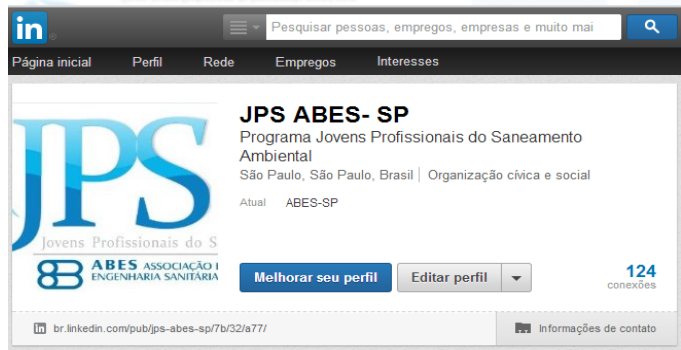 in
Pesquisar pessoas, empregos, empresas e muito mai
Página inicial Perfil Rede Empregos Interesses
JPS
Jovens Profissionais do S
ABES ASSOCIAÇÃO
ENGENHARIA SANITÁRIA
JPS ABES- SP
Programa Jovens Profissionais do Saneamento
Ambiental
São Paulo, São Paulo, Brasil | Organização cívica e social
Atual ABES-SP
Melhorar seu perfil Editar perfil
124
conexões
in br.linkedin.com/pub/jps-abes-sp/7b/32/a77/
Informações de contato